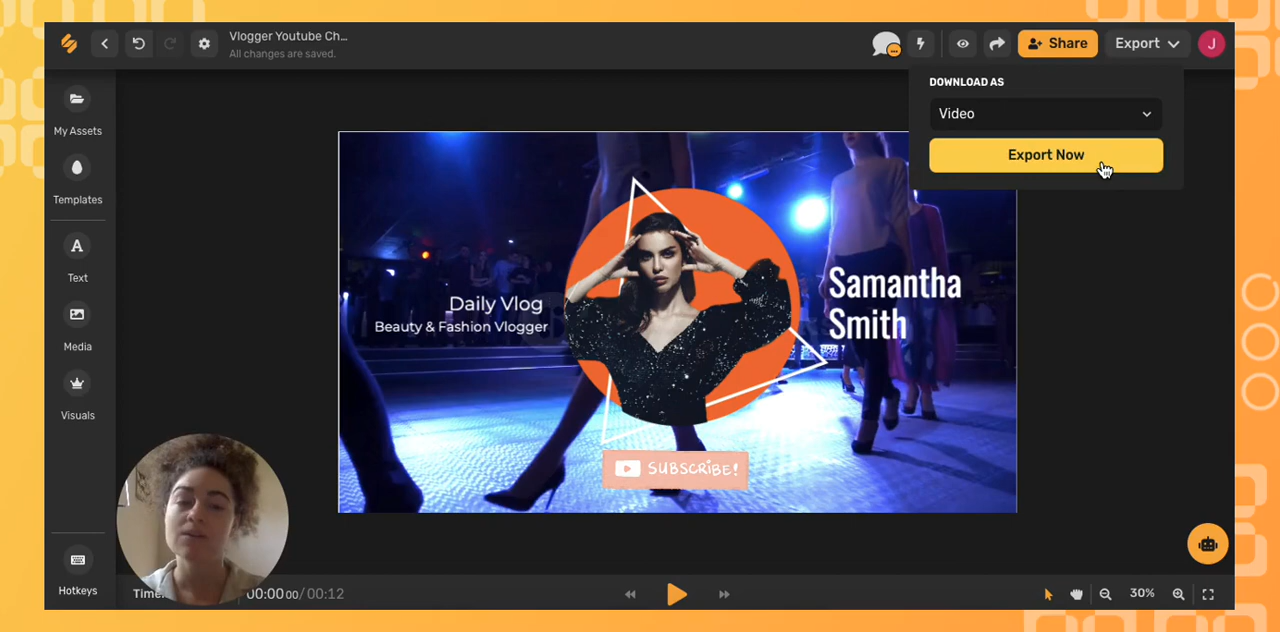 Vlogger Youtube Ch...
All changes are saved.
Share
Export
J
DOWNLOAD AS
Video
Export Now
My Assets
Templates
A
Text
Media
Visuals
Hotkeys
Daily Vlog
Beauty & Fashion Vlogger
Samantha
Smith
SUBSCRIBE!
Time
00:00 00 / 00:12
30%